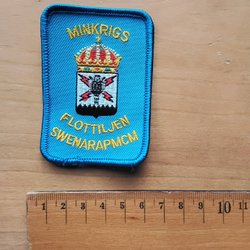 MINKRIGS
FLOTTILJEN
SWENARAPMCM
1 2 3 4 5 6 7 8 9 10 11